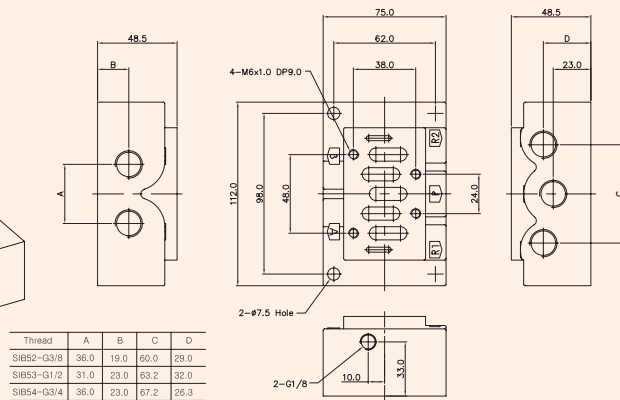 75.0
48.5
48.5
62.0
D
B
38.0
23.0
4-M6x1.0 DP9.0
R2
B
A
112.0
98.0
48.0
P
24.0
C
A
R1
2-ø7.5 Hole
Thread A B C D
SIB52-G3/8 36.0 19.0 60.0 29.0
SIB53-G1/2 31.0 23.0 63.2 32.0
SIB54-G3/4 36.0 23.0 67.2 26.3
10.0
33.0
2-G1/8